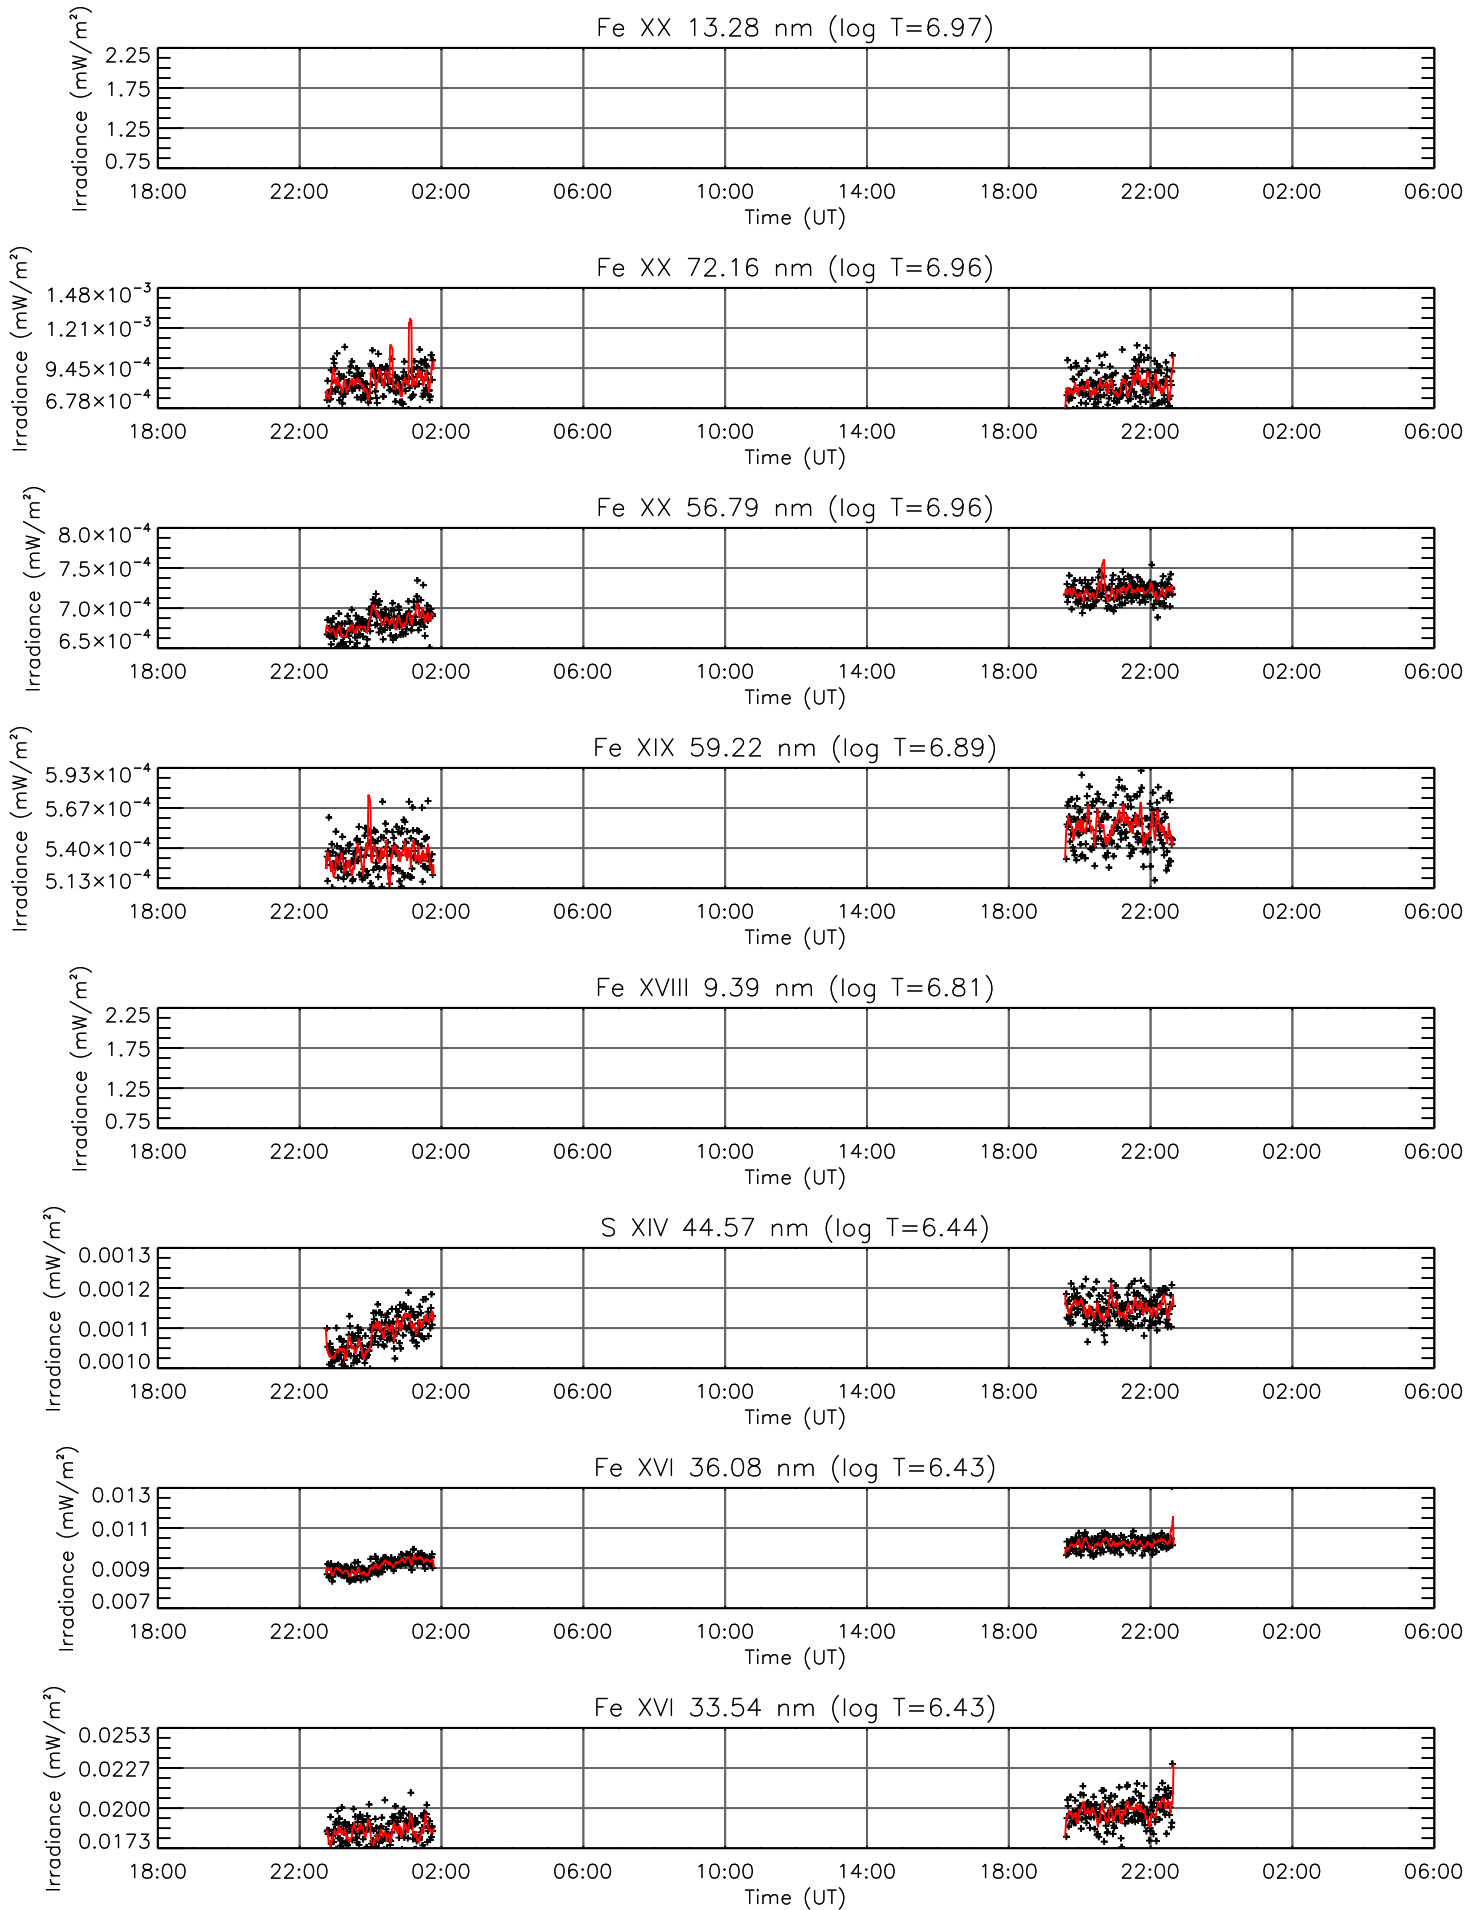 Fe XX 13.28 nm (log T=6.97)
Irradiance (mW/m²)
2.25
1.75
1.25
0.75
18:00 22:00 02:00 06:00 10:00 14:00 18:00 22:00 02:00 06:00
Time (UT)
Fe XX 72.16 nm (log T=6.96)
Irradiance (mW/m²)
1.48×10⁻³
1.21×10⁻³
9.45×10⁻⁴
6.78×10⁻⁴
18:00 22:00 02:00 06:00 10:00 14:00 18:00 22:00 02:00 06:00
Time (UT)
Fe XX 56.79 nm (log T=6.96)
Irradiance (mW/m²)
8.0×10⁻⁴
7.5×10⁻⁴
7.0×10⁻⁴
6.5×10⁻⁴
18:00 22:00 02:00 06:00 10:00 14:00 18:00 22:00 02:00 06:00
Time (UT)
Fe XIX 59.22 nm (log T=6.89)
Irradiance (mW/m²)
5.93×10⁻⁴
5.67×10⁻⁴
5.40×10⁻⁴
5.13×10⁻⁴
18:00 22:00 02:00 06:00 10:00 14:00 18:00 22:00 02:00 06:00
Time (UT)
Fe XVIII 9.39 nm (log T=6.81)
Irradiance (mW/m²)
2.25
1.75
1.25
0.75
18:00 22:00 02:00 06:00 10:00 14:00 18:00 22:00 02:00 06:00
Time (UT)
S XIV 44.57 nm (log T=6.44)
Irradiance (mW/m²)
0.0013
0.0012
0.0011
0.0010
18:00 22:00 02:00 06:00 10:00 14:00 18:00 22:00 02:00 06:00
Time (UT)
Fe XVI 36.08 nm (log T=6.43)
Irradiance (mW/m²)
0.013
0.011
0.009
0.007
18:00 22:00 02:00 06:00 10:00 14:00 18:00 22:00 02:00 06:00
Time (UT)
Fe XVI 33.54 nm (log T=6.43)
Irradiance (mW/m²)
0.0253
0.0227
0.0200
0.0173
18:00 22:00 02:00 06:00 10:00 14:00 18:00 22:00 02:00 06:00
Time (UT)